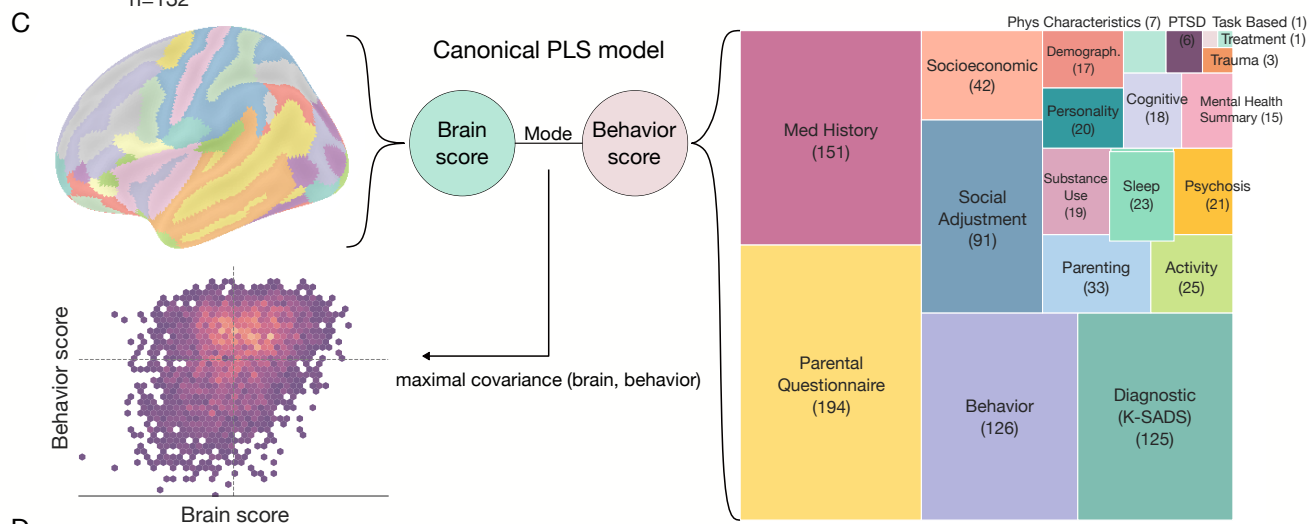 n=132
C
Canonical PLS model
Brain
score
Mode
Behavior
score
maximal covariance (brain, behavior)
Behavior score
Brain score
Phys Characteristics (7)
PTSD
(6)
Task Based (1)
Treatment (1)
Trauma (3)
Med History
(151)
Socioeconomic
(42)
Demograph.
(17)
Personality
(20)
Cognitive
(18)
Mental Health
Summary (15)
Social
Adjustment
(91)
Substance
Use
(19)
Sleep
(23)
Psychosis
(21)
Parenting
(33)
Activity
(25)
Parental
Questionnaire
(194)
Behavior
(126)
Diagnostic
(K-SADS)
(125)